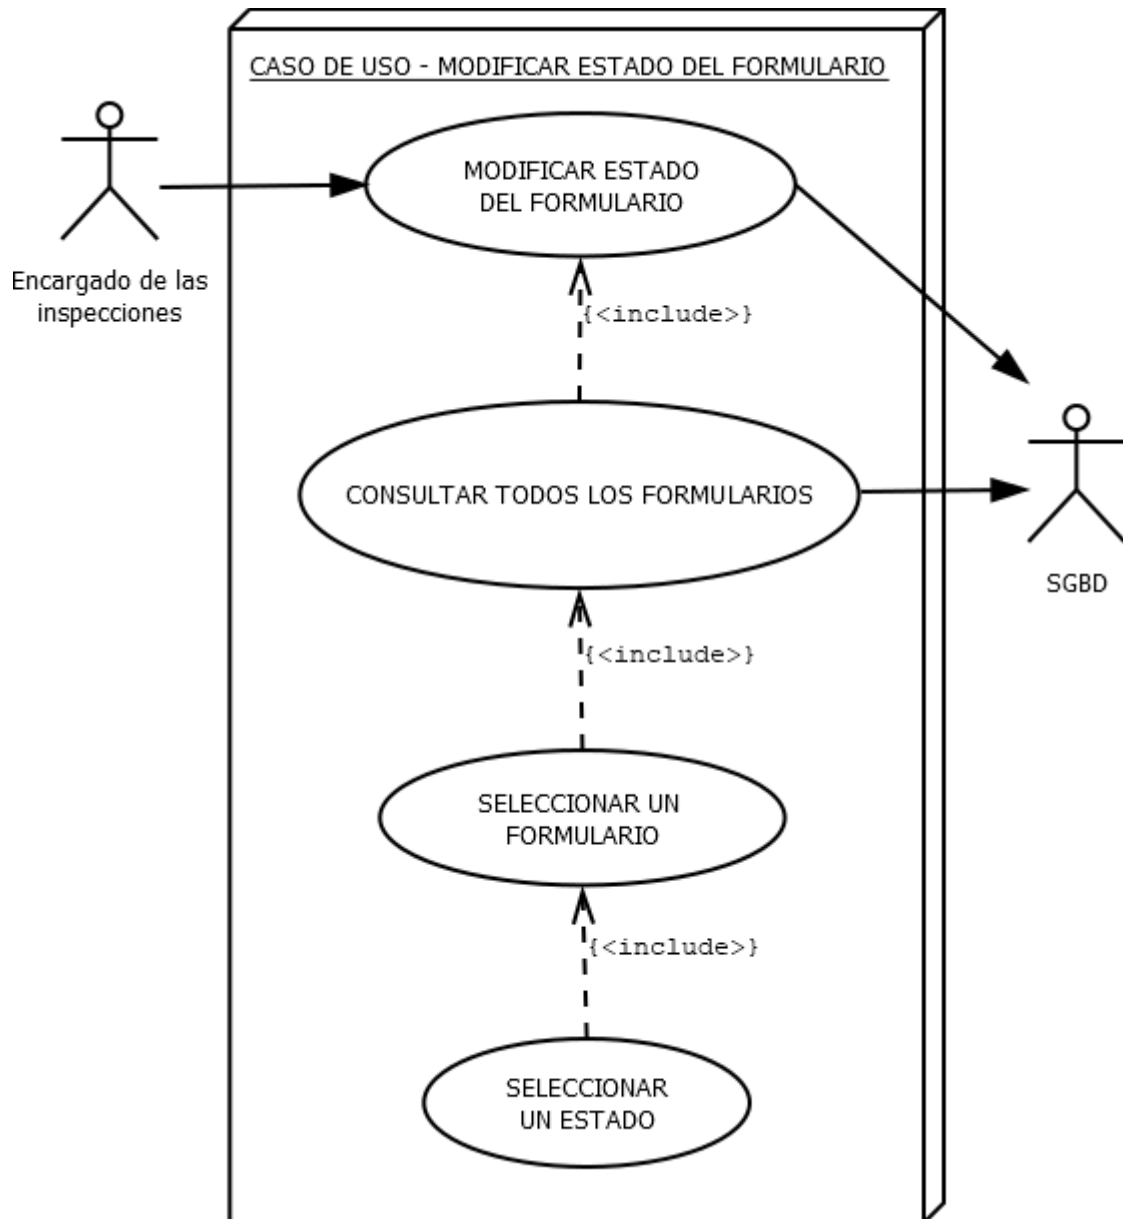 CASO DE USO - MODIFICAR ESTADO DEL FORMULARIO
MODIFICAR ESTADO
DEL FORMULARIO
Encargado de las
inspecciones
{<include>}
CONSULTAR TODOS LOS FORMULARIOS
SGBD
{<include>}
SELECCIONAR UN
FORMULARIO
{<include>}
SELECCIONAR
UN ESTADO